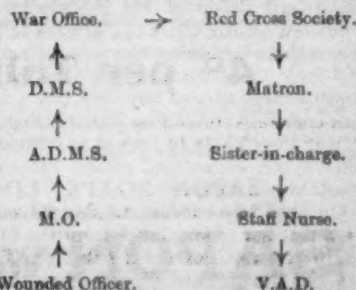 War Office. → Red Cross Society.
↑ ↓
D.M.S. Matron.
↑ ↓
A.D.M.S. Sister-in-charge.
↑ ↓
M.O. Staff Nurse.
↑ ↓
Wounded Officer. V.A.D.